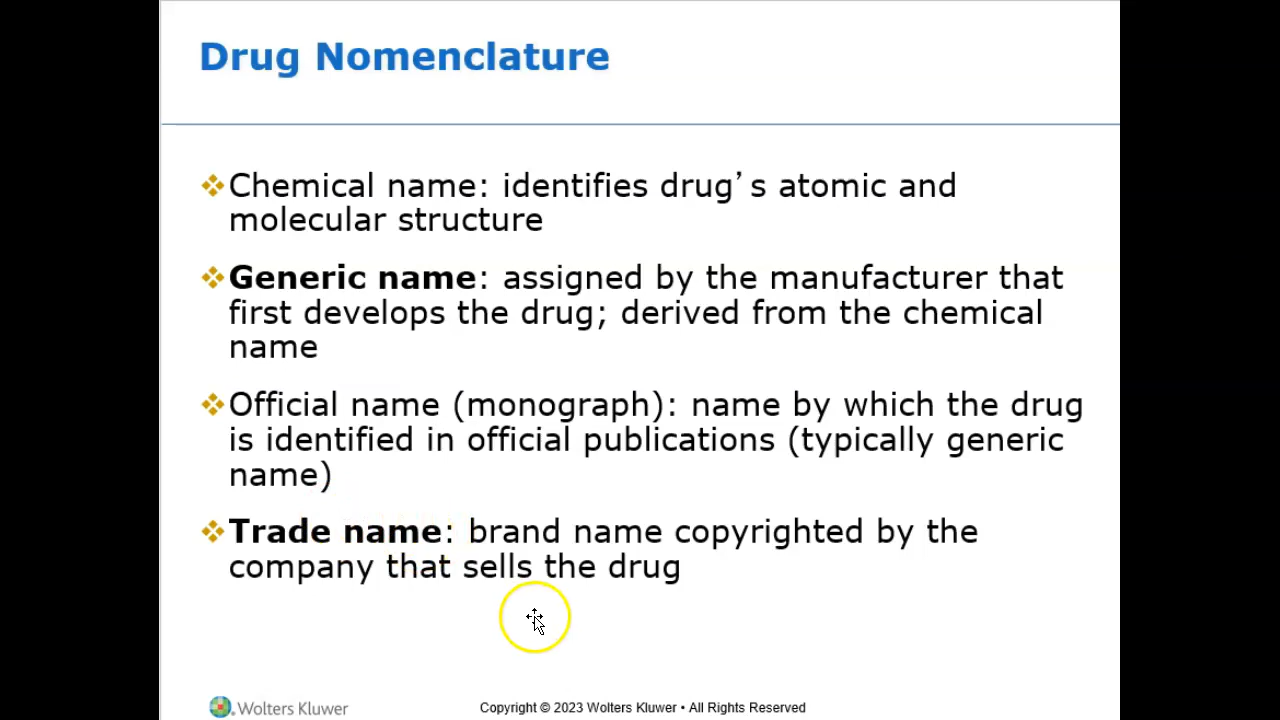 Drug Nomenclature
Chemical name: identifies drug’s atomic and
molecular structure
Generic name: assigned by the manufacturer that
first develops the drug; derived from the chemical
name
Official name (monograph): name by which the drug
is identified in official publications (typically generic
name)
Trade name: brand name copyrighted by the
company that sells the drug
Wolters Kluwer
Copyright © 2023 Wolters Kluwer • All Rights Reserved